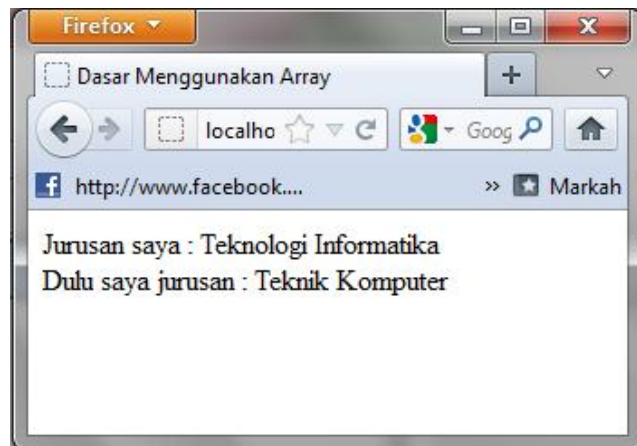 Firefox
Dasar Menggunakan Array
localho
Goog
http://www.facebook....
Markah
Jurusan saya : Teknologi Informatika
Dulu saya jurusan : Teknik Komputer